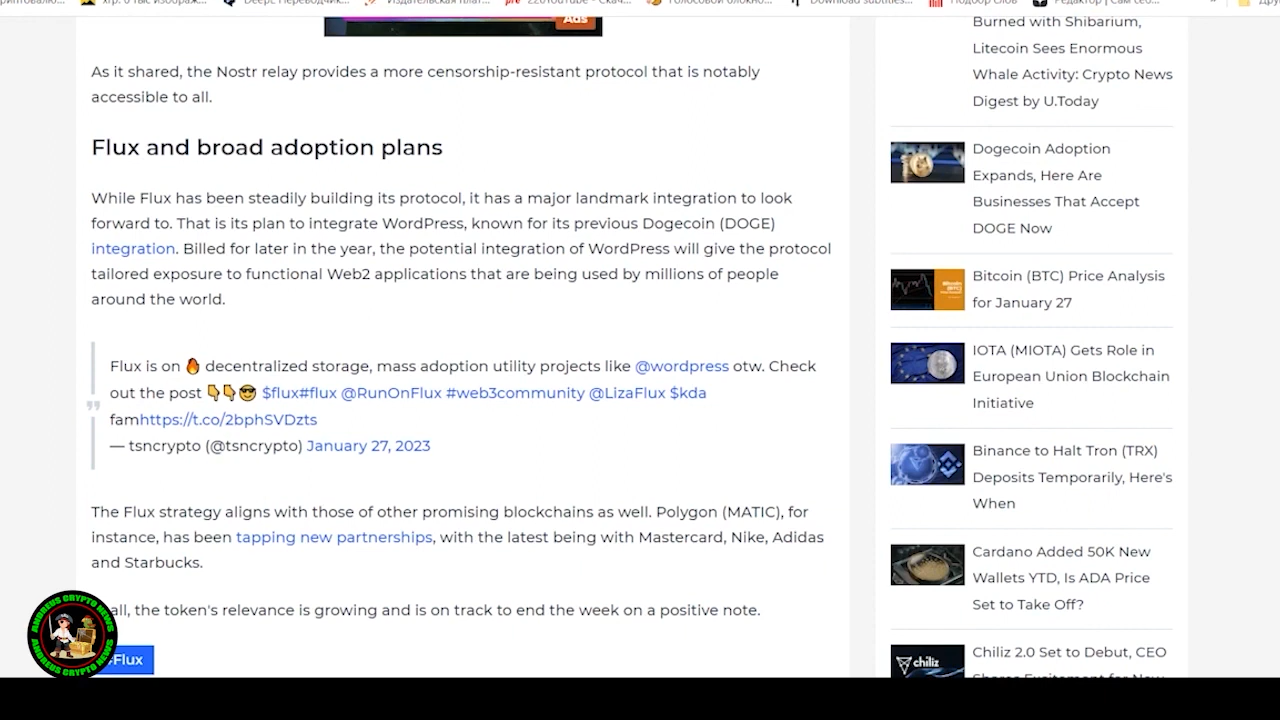 Ads
As it shared, the Nostr relay provides a more censorship-resistant protocol that is notably
accessible to all.
Flux and broad adoption plans
While Flux has been steadily building its protocol, it has a major landmark integration to look
forward to. That is its plan to integrate WordPress, known for its previous Dogecoin (DOGE)
integration. Billed for later in the year, the potential integration of WordPress will give the protocol
tailored exposure to functional Web2 applications that are being used by millions of people
around the world.
Flux is on 🔥 decentralized storage, mass adoption utility projects like @wordpress otw. Check
out the post 👇👇😎 $flux#flux @RunOnFlux #web3community @LizaFlux $kda
famhttps://t.co/2bphSVDzts
— tsncrypto (@tsncrypto) January 27, 2023
The Flux strategy aligns with those of other promising blockchains as well. Polygon (MATIC), for
instance, has been tapping new partnerships, with the latest being with Mastercard, Nike, Adidas
and Starbucks.
all, the token's relevance is growing and is on track to end the week on a positive note.
Flux
ANDREUS CRYPTO NEWS
ANDREUS CRYPTO NEWS
Burned with Shibarium,
Litecoin Sees Enormous
Whale Activity: Crypto News
Digest by U.Today
Dogecoin Adoption
Expands, Here Are
Businesses That Accept
DOGE Now
Bitcoin (BTC) Price Analysis
for January 27
IOTA (MIOTA) Gets Role in
European Union Blockchain
Initiative
Binance to Halt Tron (TRX)
Deposits Temporarily, Here's
When
Cardano Added 50K New
Wallets YTD, Is ADA Price
Set to Take Off?
chiliz
Chiliz 2.0 Set to Debut, CEO